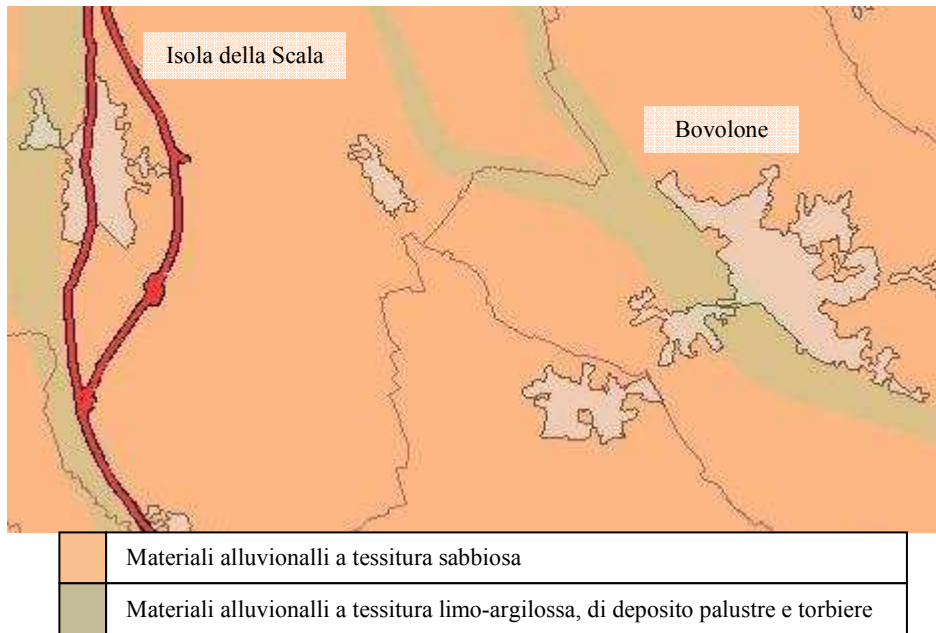 Isola della Scala
Bovolone
Materiali alluvionalli a tessitura sabbiosa
Materiali alluvionalli a tessitura limo-argilossa, di deposito palustre e torbiere